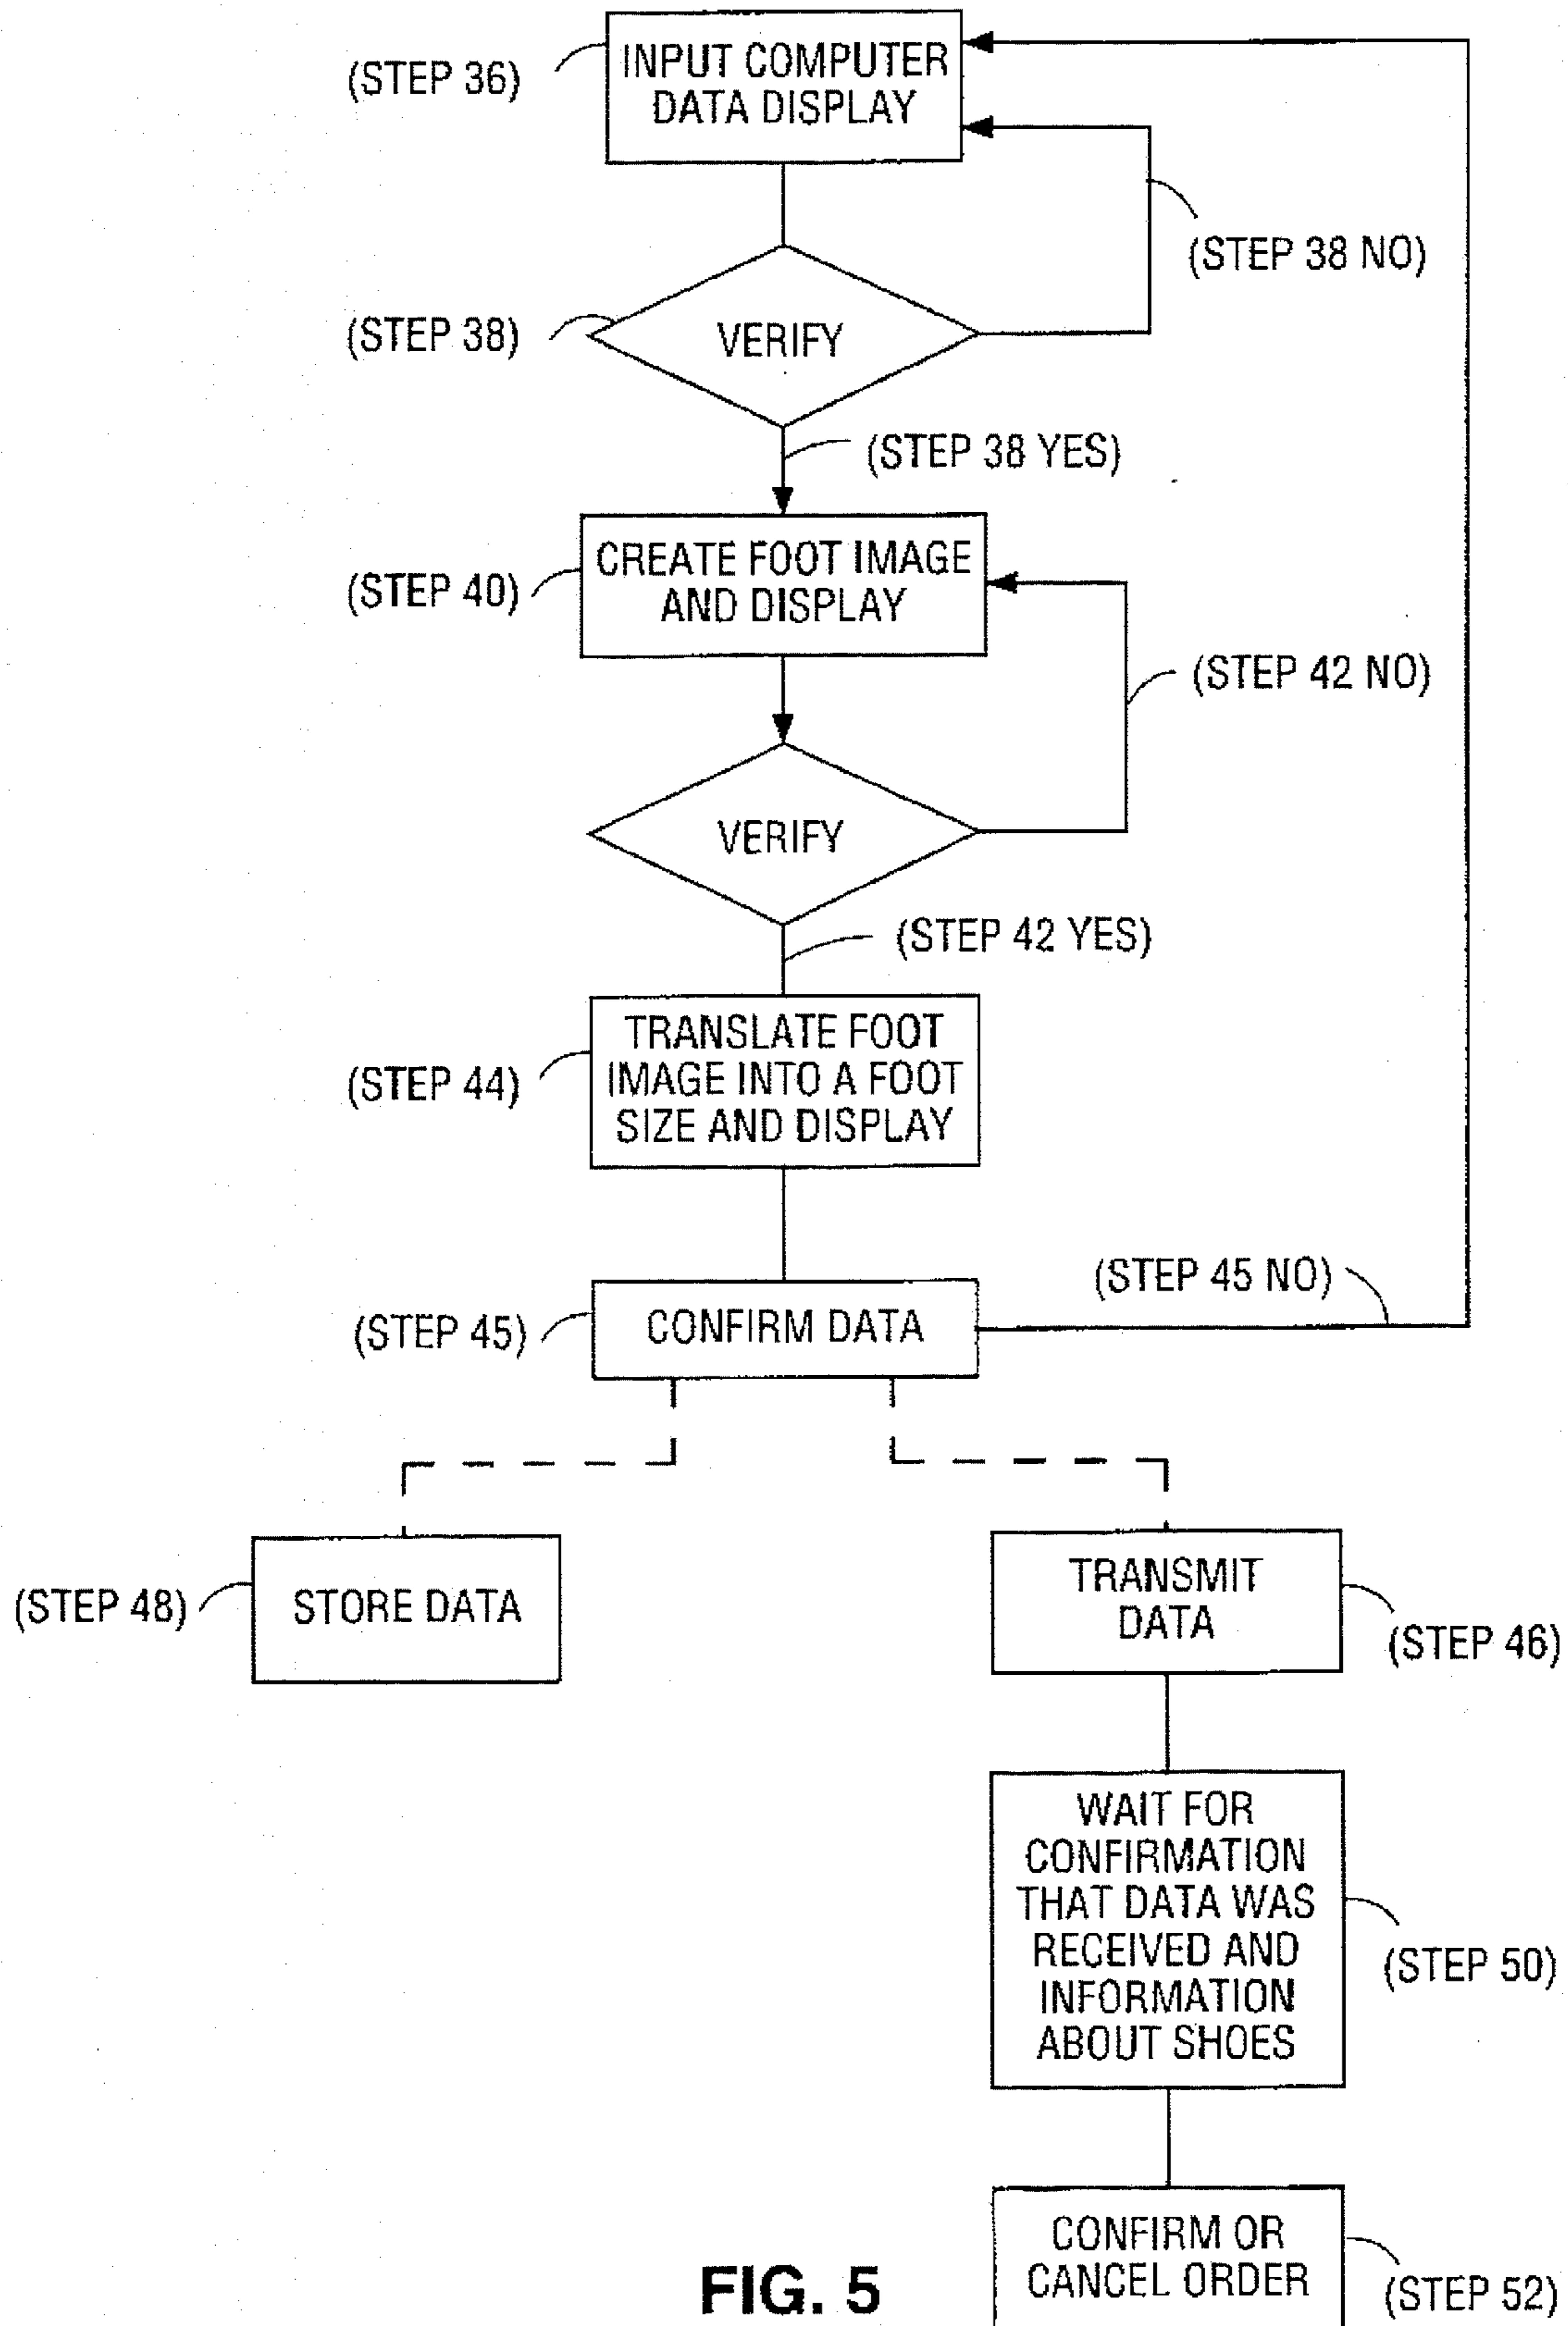 (STEP 36)
INPUT COMPUTER
DATA DISPLAY
(STEP 38 NO)
(STEP 38)
VERIFY
(STEP 38 YES)
(STEP 40)
CREATE FOOT IMAGE
AND DISPLAY
(STEP 42 NO)
VERIFY
(STEP 42 YES)
(STEP 44)
TRANSLATE FOOT
IMAGE INTO A FOOT
SIZE AND DISPLAY
(STEP 45 NO)
(STEP 45)
CONFIRM DATA
(STEP 48)
STORE DATA
TRANSMIT
DATA
(STEP 46)
WAIT FOR
CONFIRMATION
THAT DATA WAS
RECEIVED AND
INFORMATION
ABOUT SHOES
(STEP 50)
CONFIRM OR
CANCEL ORDER
(STEP 52)
FIG. 5